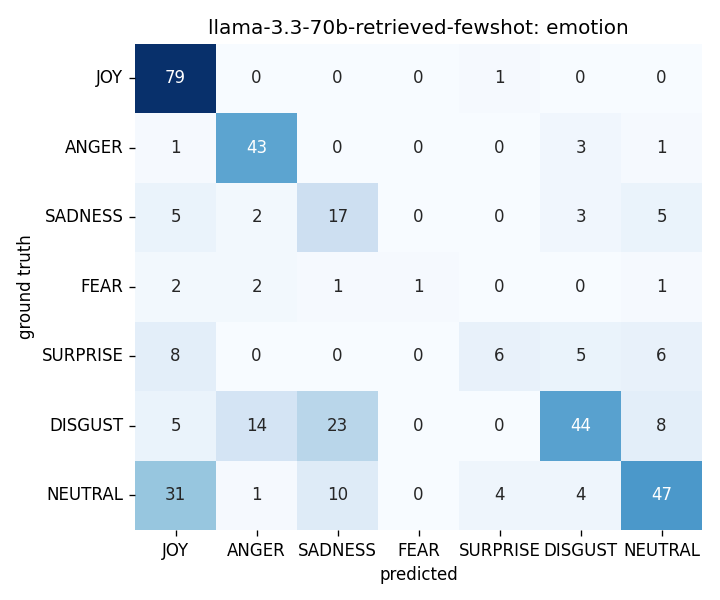 llama-3.3-70b-retrieved-fewshot: emotion
JOY 79 0 0 0 1 0 0
ANGER 1 43 0 0 0 3 1
SADNESS 5 2 17 0 0 3 5
FEAR 2 2 1 1 0 0 1
SURPRISE 8 0 0 0 6 5 6
DISGUST 5 14 23 0 0 44 8
NEUTRAL 31 1 10 0 4 4 47
ground truth
JOY ANGER SADNESS FEAR SURPRISE DISGUST NEUTRAL
predicted